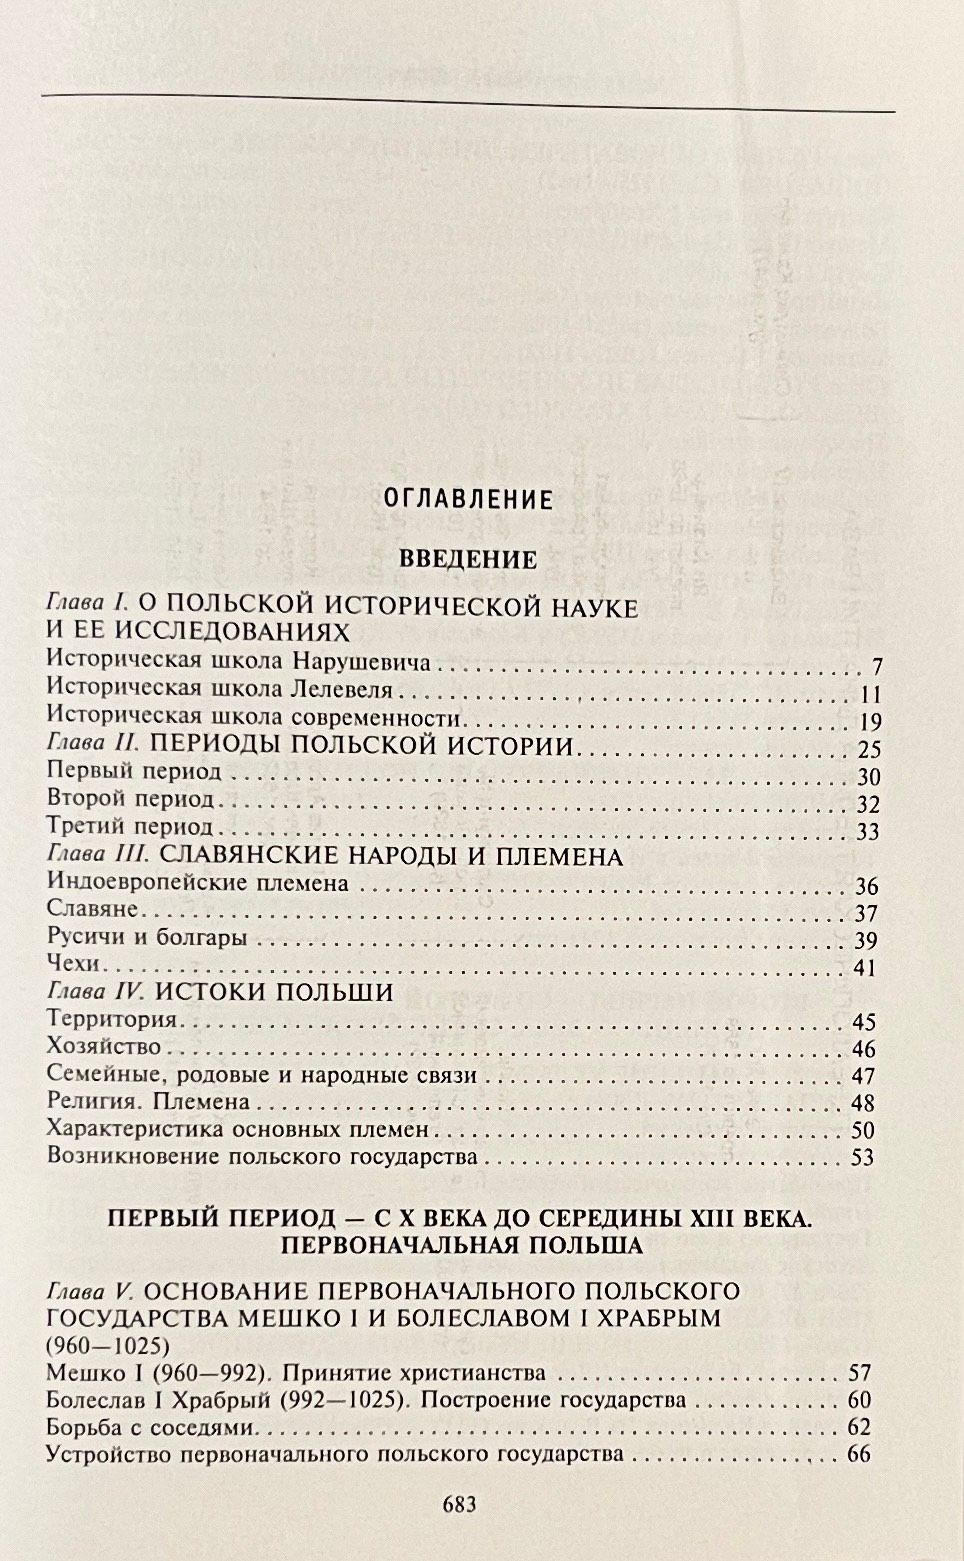 ОГЛАВЛЕНИЕ
ВВЕДЕНИЕ
Глава I. О ПОЛЬСКОЙ ИСТОРИЧЕСКОЙ НАУКЕ
И ЕЕ ИССЛЕДОВАНИЯХ
Историческая школа Нарушевича 7
Историческая школа Лелевеля 11
Историческая школа современности 19
Глава II. ПЕРИОДЫ ПОЛЬСКОЙ ИСТОРИИ 25
Первый период 30
Второй период 32
Третий период 33
Глава III. СЛАВЯНСКИЕ НАРОДЫ И ПЛЕМЕНА
Индоевропейские племена 36
Славяне 37
Русичи и болгары 39
Чехи 41
Глава IV. ИСТОКИ ПОЛЬШИ
Территория 45
Хозяйство 46
Семейные, родовые и народные связи 47
Религия. Племена 48
Характеристика основных племен 50
Возникновение польского государства 53
ПЕРВЫЙ ПЕРИОД — С X ВЕКА ДО СЕРЕДИНЫ XIII ВЕКА.
ПЕРВОНАЧАЛЬНАЯ ПОЛЬША
Глава V. ОСНОВАНИЕ ПЕРВОНАЧАЛЬНОГО ПОЛЬСКОГО
ГОСУДАРСТВА МЕШКО I И БОЛЕСЛАВОМ I ХРАБРЫМ
(960—1025)
Мешко I (960—992). Принятие христианства 57
Болеслав I Храбрый (992—1025). Построение государства 60
Борьба с соседями 62
Устройство первоначального польского государства 66
683